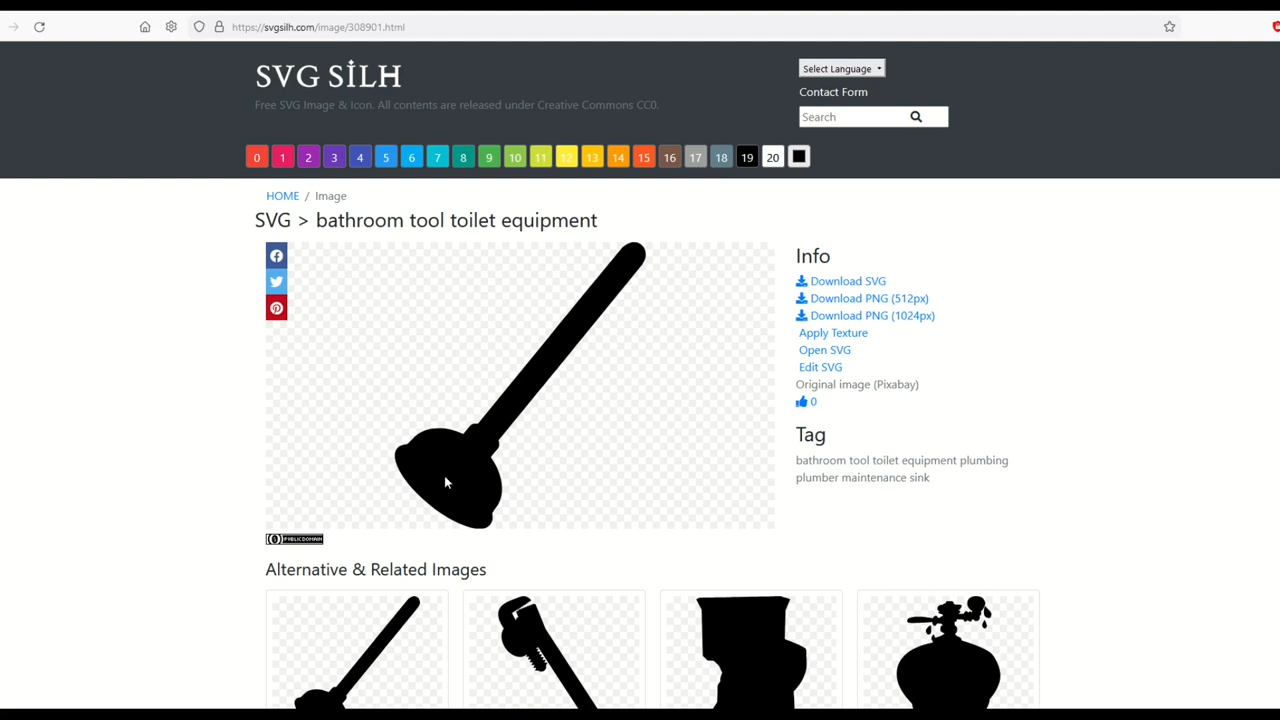 https://svgsilh.com/image/308901.html
SVG SILH
Free SVG Image & Icon. All contents are released under Creative Commons CC0.
Select Language
Contact Form
Search
0 1 2 3 4 5 6 7 8 9 10 11 12 13 14 15 16 17 18 19 20
HOME / Image
SVG > bathroom tool toilet equipment
Info
Download SVG
Download PNG (512px)
Download PNG (1024px)
Apply Texture
Open SVG
Edit SVG
Original image (Pixabay)
0
Tag
bathroom tool toilet equipment plumbing
plumber maintenance sink
PUBLIC DOMAIN
Alternative & Related Images